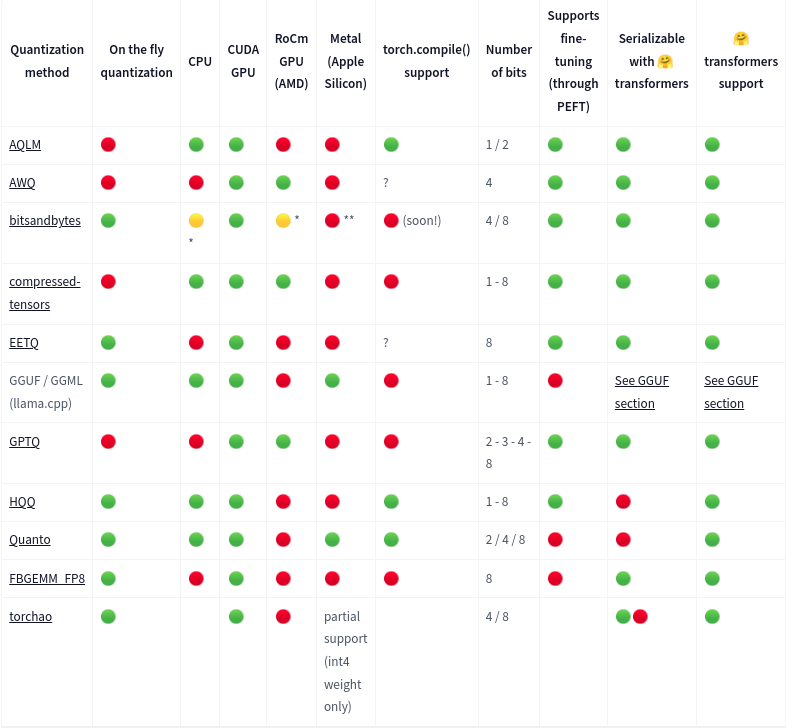 Quantization method
On the fly quantization
CPU
CUDA GPU
RoCm GPU (AMD)
Metal (Apple Silicon)
torch.compile() support
Number of bits
Supports fine-tuning (through PEFT)
Serializable with 🤗 transformers
🤗 transformers support
AQLM 🔴 🟢 🟢 🔴 🔴 🟢 1 / 2 🟢 🟢 🟢
AWQ 🔴 🔴 🟢 🟢 🔴 ? 4 🟢 🟢 🟢
bitsandbytes 🟢 🟡 * 🟢 🟡 * 🔴 ** 🔴 (soon!) 4 / 8 🟢 🟢 🟢
compressed-tensors 🔴 🟢 🟢 🟢 🔴 🔴 1 - 8 🟢 🟢 🟢
EETQ 🟢 🔴 🟢 🔴 🔴 ? 8 🟢 🟢 🟢
GGUF / GGML (llama.cpp) 🟢 🟢 🟢 🔴 🟢 🔴 1 - 8 🔴 See GGUF section See GGUF section
GPTQ 🔴 🔴 🟢 🟢 🔴 🔴 2 - 3 - 4 - 8 🟢 🟢 🟢
HQQ 🟢 🟢 🟢 🔴 🔴 🟢 1 - 8 🟢 🔴 🟢
Quanto 🟢 🟢 🟢 🔴 🟢 🟢 2 / 4 / 8 🔴 🔴 🟢
FBGEMM_FP8 🟢 🔴 🟢 🔴 🔴 🔴 8 🔴 🟢 🟢
torchao 🟢 🟢 🔴 partial support (int4 weight only) 4 / 8 🟢🔴 🟢